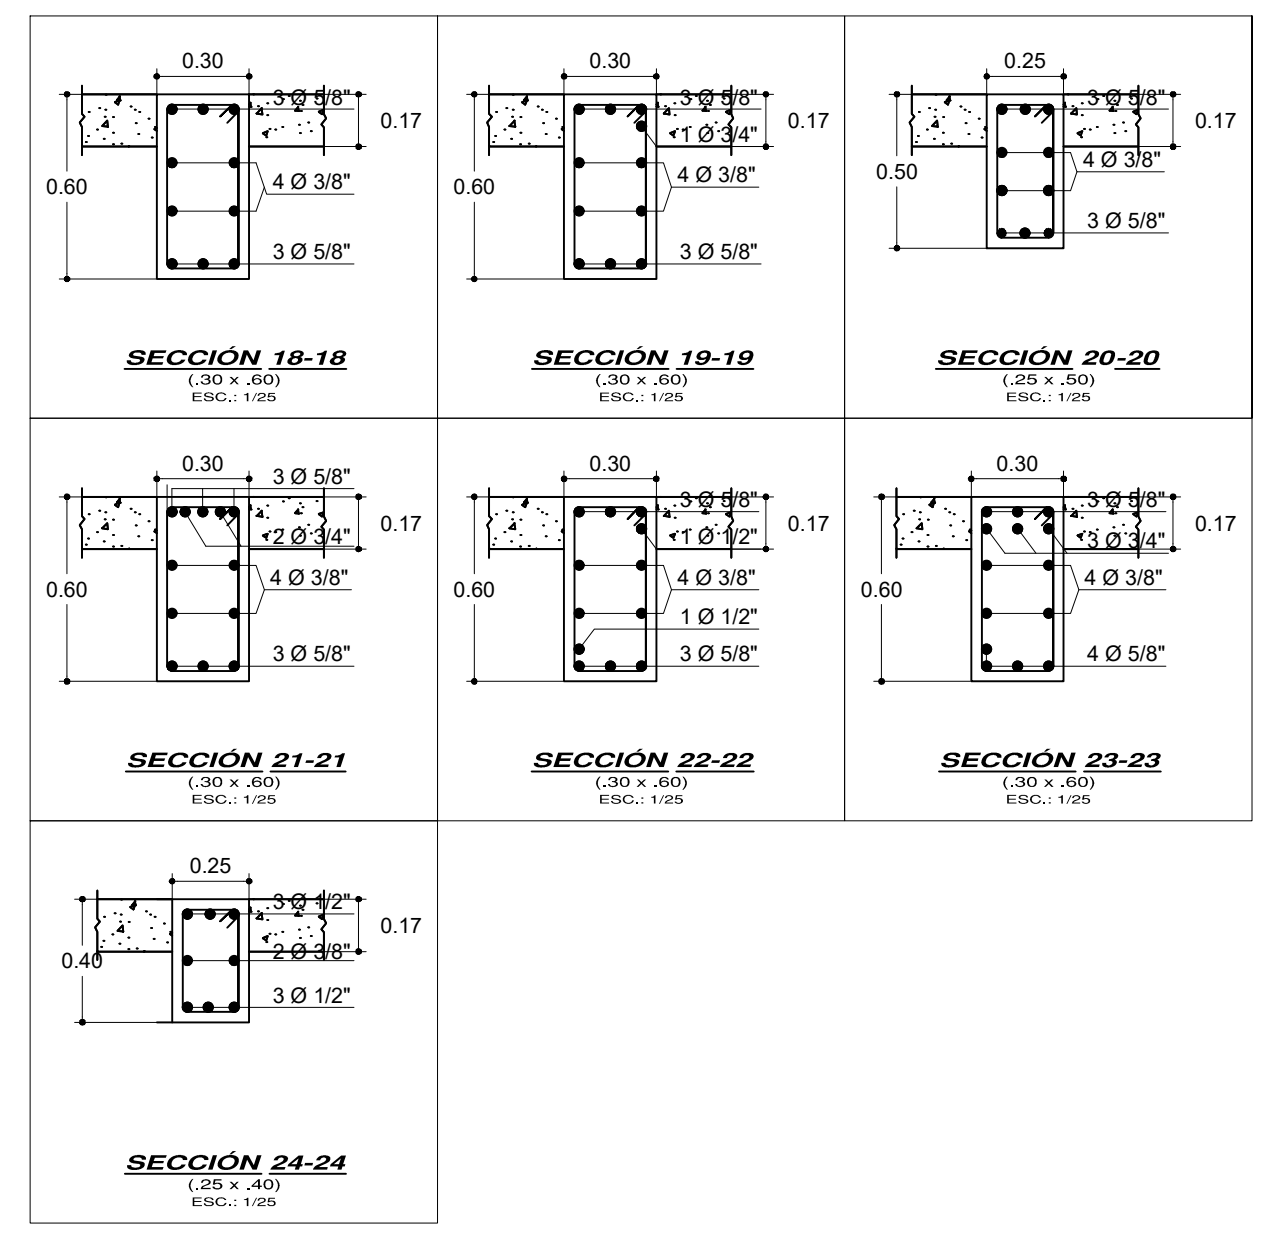 0.30
3 Ø 5/8"
0.17
0.60
4 Ø 3/8"
3 Ø 5/8"
SECCIÓN 18-18
(.30 x .60)
ESC.: 1/25
0.30
3 Ø 5/8"
0.17
1 Ø 3/4"
4 Ø 3/8"
0.60
3 Ø 5/8"
SECCIÓN 19-19
(.30 x .60)
ESC.: 1/25
0.25
3 Ø 5/8"
0.17
4 Ø 3/8"
0.50
3 Ø 5/8"
SECCIÓN 20-20
(.25 x .50)
ESC.: 1/25
0.30
3 Ø 5/8"
0.17
2 Ø 3/4"
4 Ø 3/8"
0.60
3 Ø 5/8"
SECCIÓN 21-21
(.30 x .60)
ESC.: 1/25
0.30
3 Ø 5/8"
0.17
1 Ø 1/2"
4 Ø 3/8"
0.60
1 Ø 1/2"
3 Ø 5/8"
SECCIÓN 22-22
(.30 x .60)
ESC.: 1/25
0.30
3 Ø 5/8"
0.17
3 Ø 3/4"
4 Ø 3/8"
0.60
4 Ø 5/8"
SECCIÓN 23-23
(.30 x .60)
ESC.: 1/25
0.25
3 Ø 1/2"
0.17
2 Ø 3/8"
0.40
3 Ø 1/2"
SECCIÓN 24-24
(.25 x .40)
ESC.: 1/25